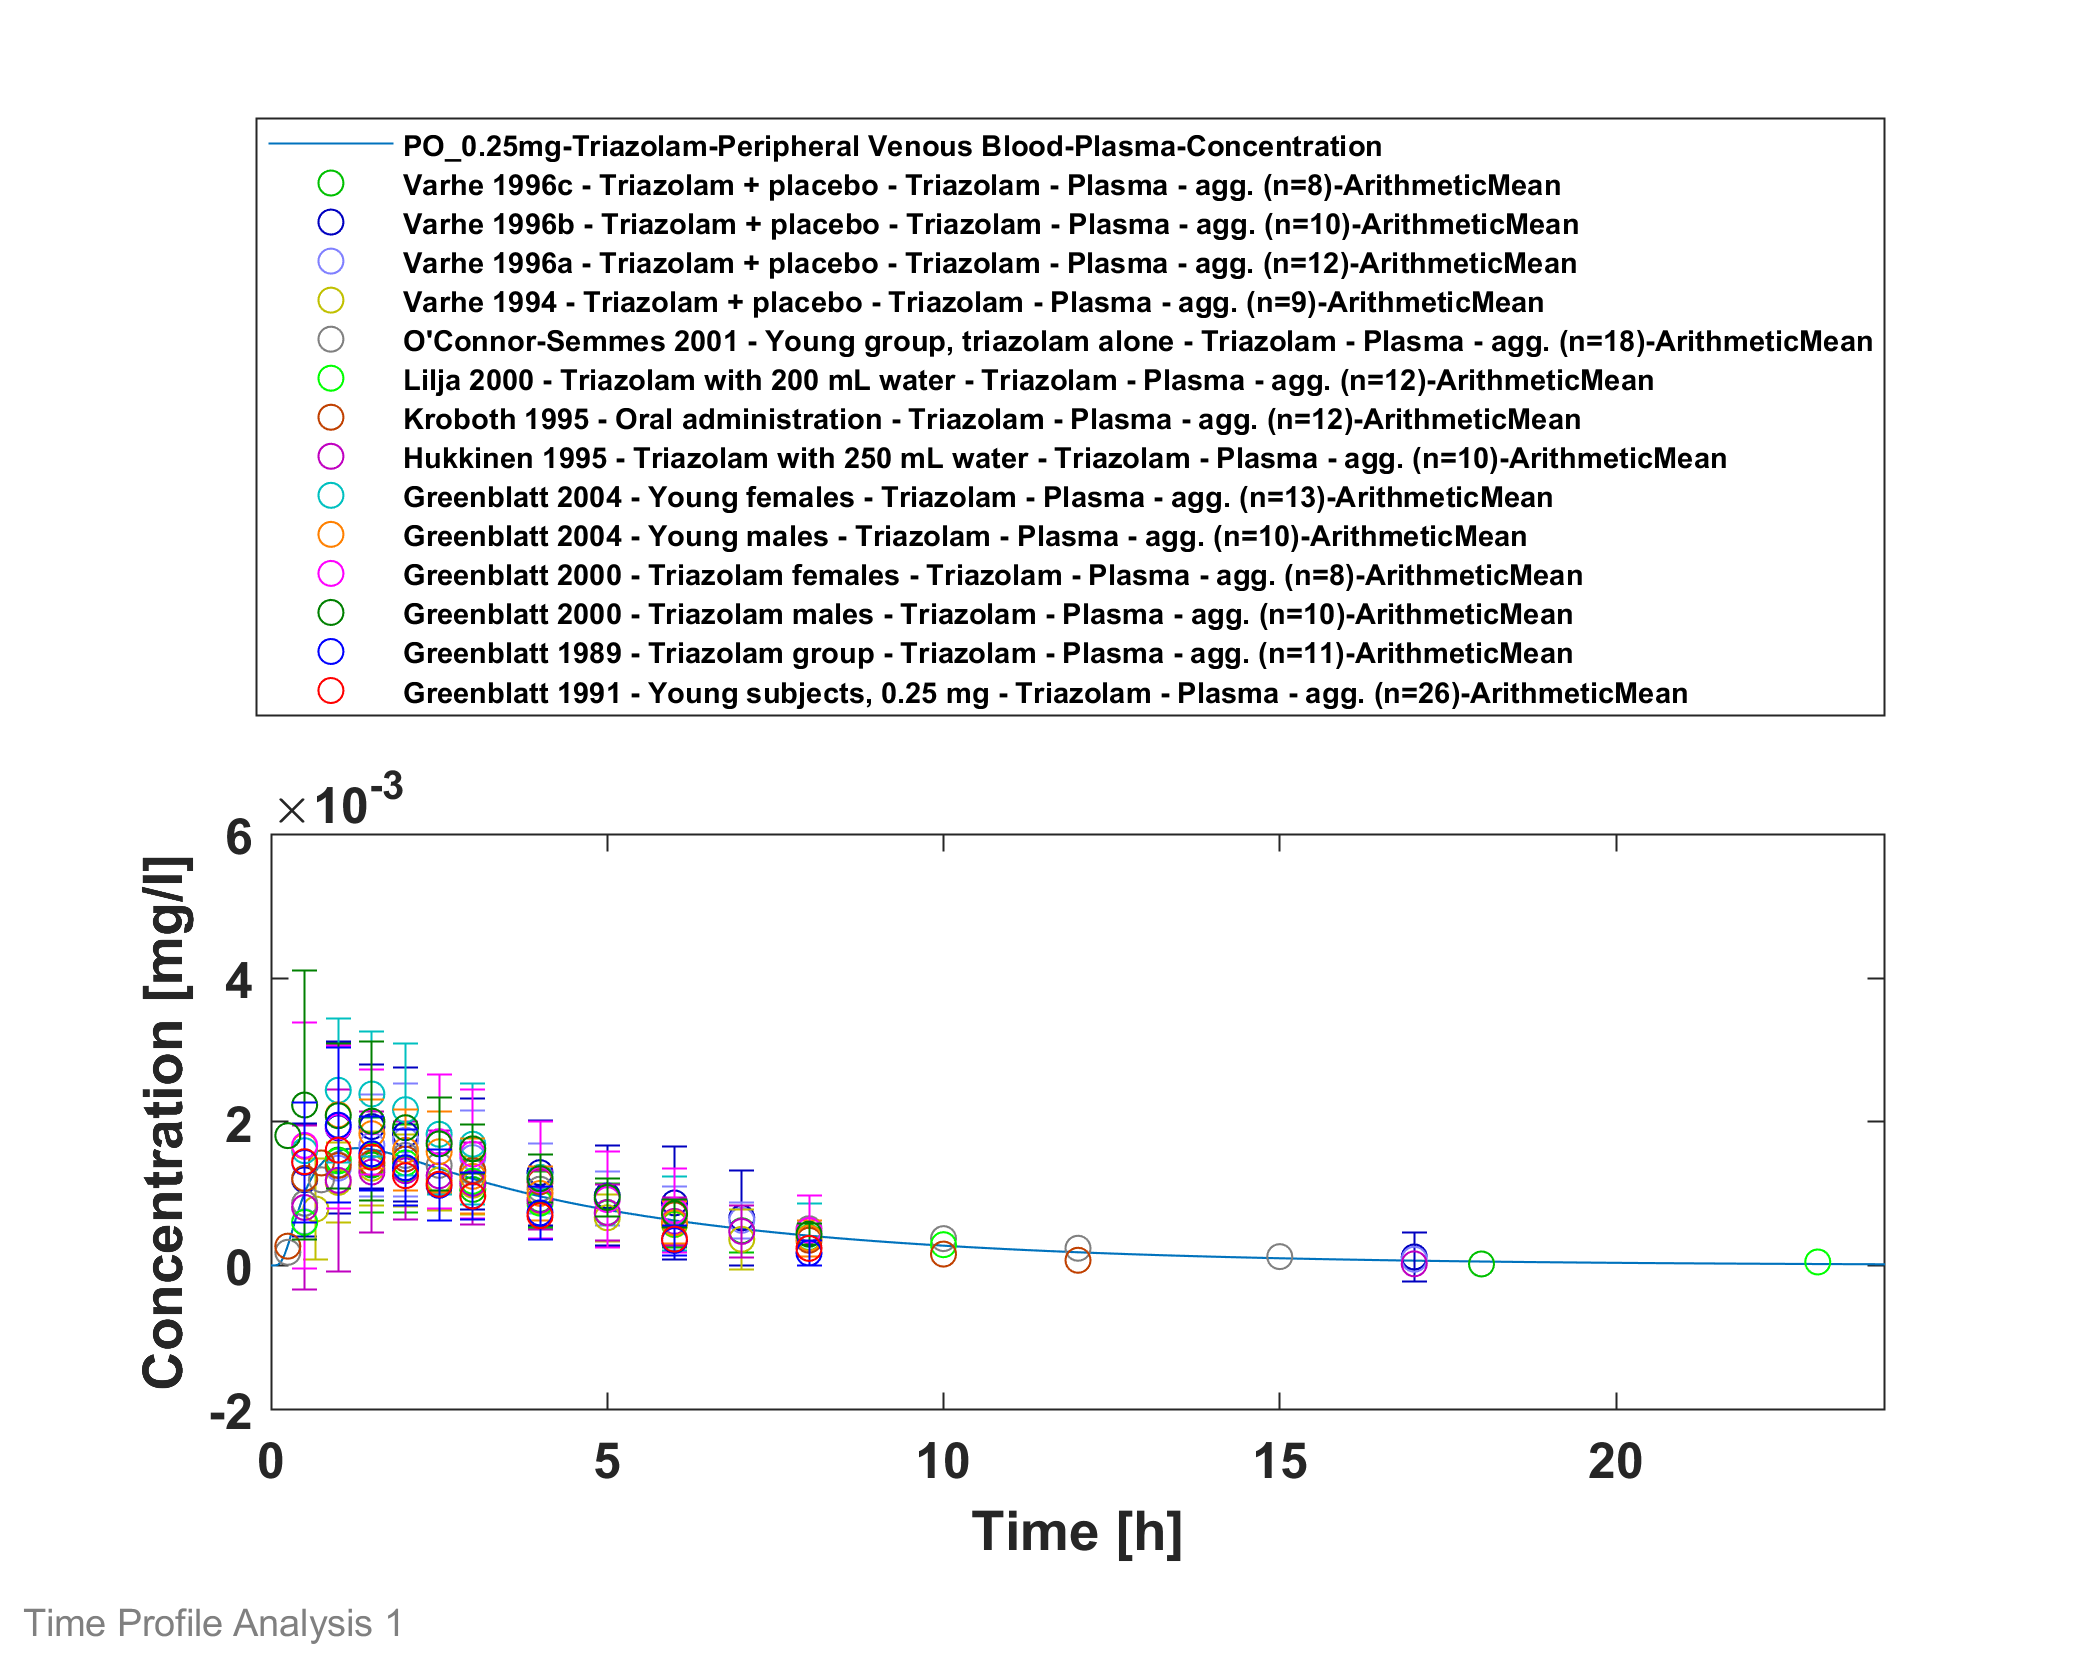 PO_0.25mg-Triazolam-Peripheral Venous Blood-Plasma-Concentration
Varhe 1996c - Triazolam + placebo - Triazolam - Plasma - agg. (n=8)-ArithmeticMean
Varhe 1996b - Triazolam + placebo - Triazolam - Plasma - agg. (n=10)-ArithmeticMean
Varhe 1996a - Triazolam + placebo - Triazolam - Plasma - agg. (n=12)-ArithmeticMean
Varhe 1994 - Triazolam + placebo - Triazolam - Plasma - agg. (n=9)-ArithmeticMean
O'Connor-Semmes 2001 - Young group, triazolam alone - Triazolam - Plasma - agg. (n=18)-ArithmeticMean
Lilja 2000 - Triazolam with 200 mL water - Triazolam - Plasma - agg. (n=12)-ArithmeticMean
Kroboth 1995 - Oral administration - Triazolam - Plasma - agg. (n=12)-ArithmeticMean
Hukkinen 1995 - Triazolam with 250 mL water - Triazolam - Plasma - agg. (n=10)-ArithmeticMean
Greenblatt 2004 - Young females - Triazolam - Plasma - agg. (n=13)-ArithmeticMean
Greenblatt 2004 - Young males - Triazolam - Plasma - agg. (n=10)-ArithmeticMean
Greenblatt 2000 - Triazolam females - Triazolam - Plasma - agg. (n=8)-ArithmeticMean
Greenblatt 2000 - Triazolam males - Triazolam - Plasma - agg. (n=10)-ArithmeticMean
Greenblatt 1989 - Triazolam group - Triazolam - Plasma - agg. (n=11)-ArithmeticMean
Greenblatt 1991 - Young subjects, 0.25 mg - Triazolam - Plasma - agg. (n=26)-ArithmeticMean
×10-3
6
4
2
0
-2
Concentration [mg/l]
0 5 10 15 20
Time [h]
Time Profile Analysis 1